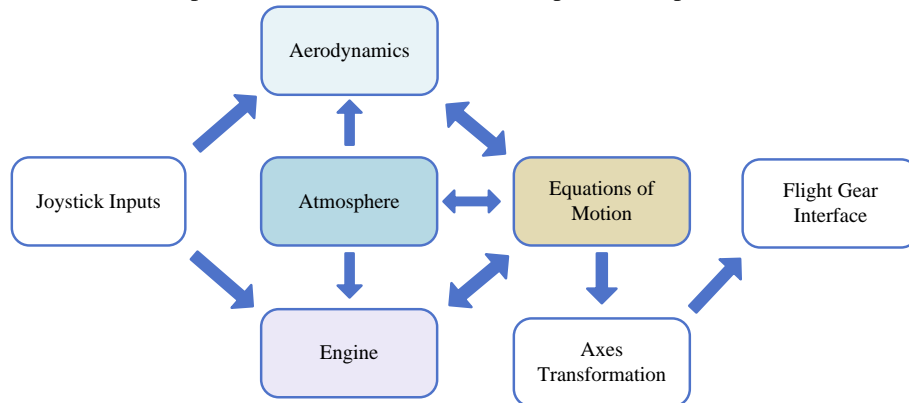 Aerodynamics
Joystick Inputs
Atmosphere
Equations of
Motion
Flight Gear
Interface
Engine
Axes
Transformation